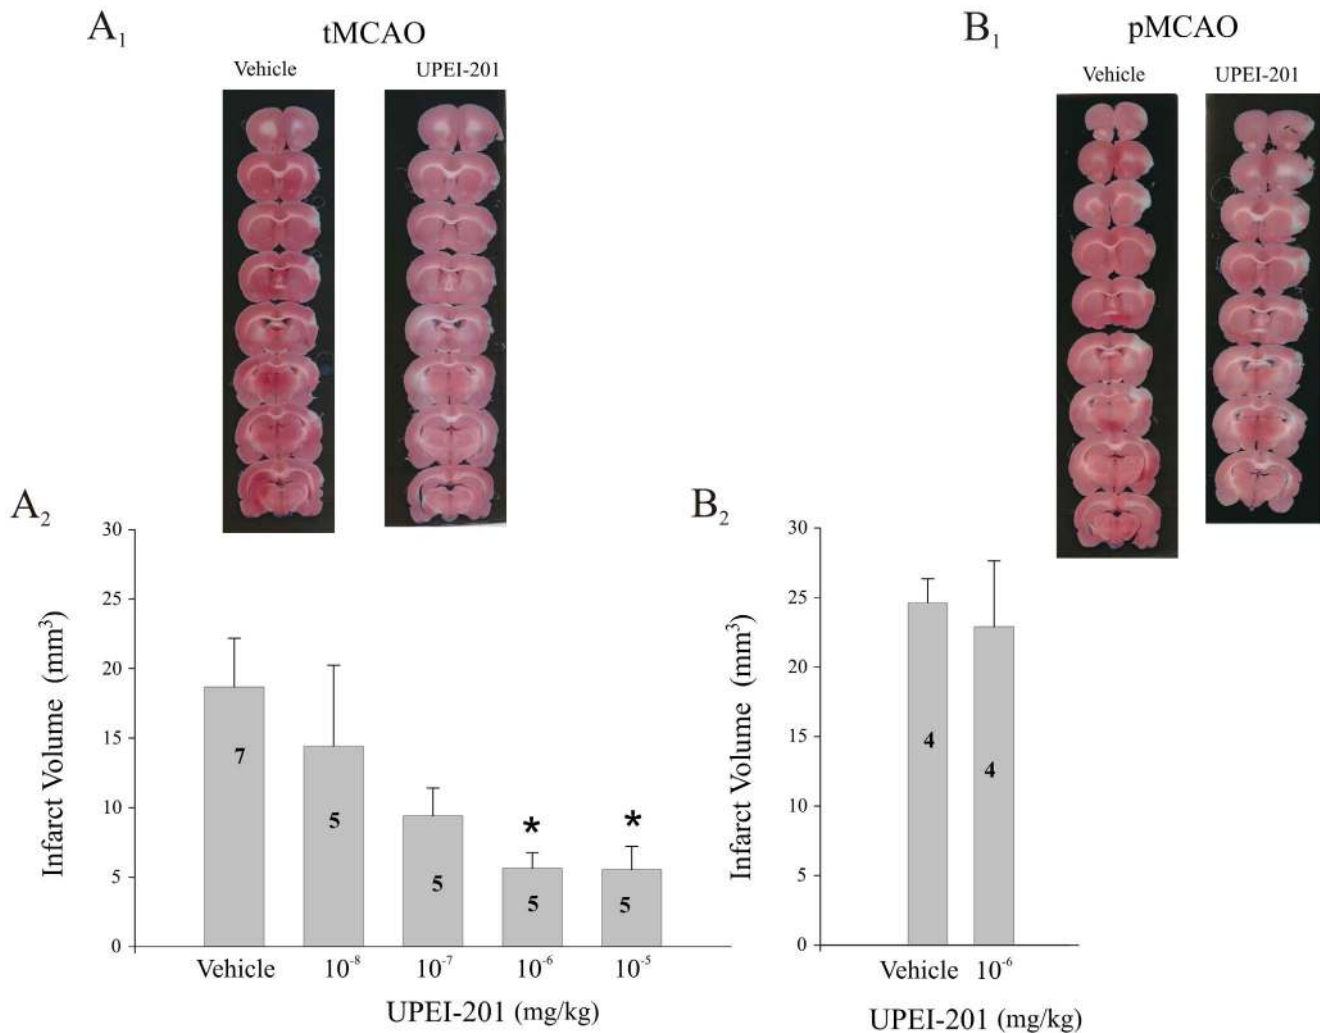 A₁
tMCAO
Vehicle UPEI-201
B₁
pMCAO
Vehicle UPEI-201
A₂
30
25
20
15
10
5
0
Infarct Volume (mm³)
7
5
5
*
5
*
5
Vehicle 10⁻⁸ 10⁻⁷ 10⁻⁶ 10⁻⁵
UPEI-201 (mg/kg)
B₂
30
25
20
15
10
5
0
Infarct Volume (mm³)
4
4
Vehicle 10⁻⁶
UPEI-201 (mg/kg)